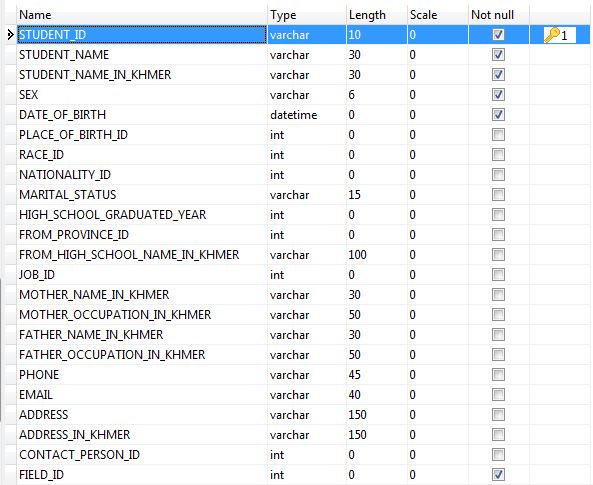 Name Type Length Scale Not null
STUDENT_ID varchar 10 0 1
STUDENT_NAME varchar 30 0
STUDENT_NAME_IN_KHMER varchar 30 0
SEX varchar 6 0
DATE_OF_BIRTH datetime 0 0
PLACE_OF_BIRTH_ID int 0 0
RACE_ID int 0 0
NATIONALITY_ID int 0 0
MARITAL_STATUS varchar 15 0
HIGH_SCHOOL_GRADUATED_YEAR int 0 0
FROM_PROVINCE_ID int 0 0
FROM_HIGH_SCHOOL_NAME_IN_KHMER varchar 100 0
JOB_ID int 0 0
MOTHER_NAME_IN_KHMER varchar 30 0
MOTHER_OCCUPATION_IN_KHMER varchar 50 0
FATHER_NAME_IN_KHMER varchar 30 0
FATHER_OCCUPATION_IN_KHMER varchar 50 0
PHONE varchar 45 0
EMAIL varchar 40 0
ADDRESS varchar 150 0
ADDRESS_IN_KHMER varchar 150 0
CONTACT_PERSON_ID int 0 0
FIELD_ID int 0 0